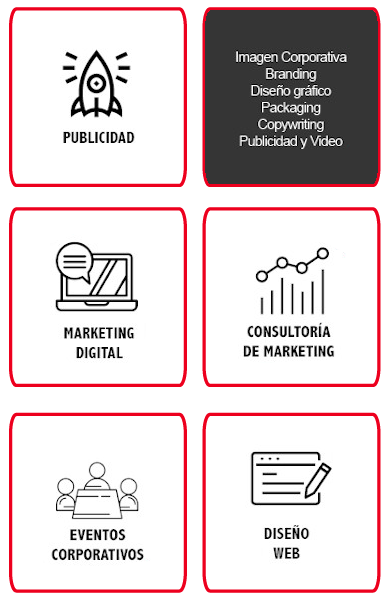 PUBLICIDAD
Imagen Corporativa
Branding
Diseño gráfico
Packaging
Copywriting
Publicidad y Video
MARKETING
DIGITAL
CONSULTORÍA
DE MARKETING
EVENTOS
CORPORATIVOS
DISEÑO
WEB